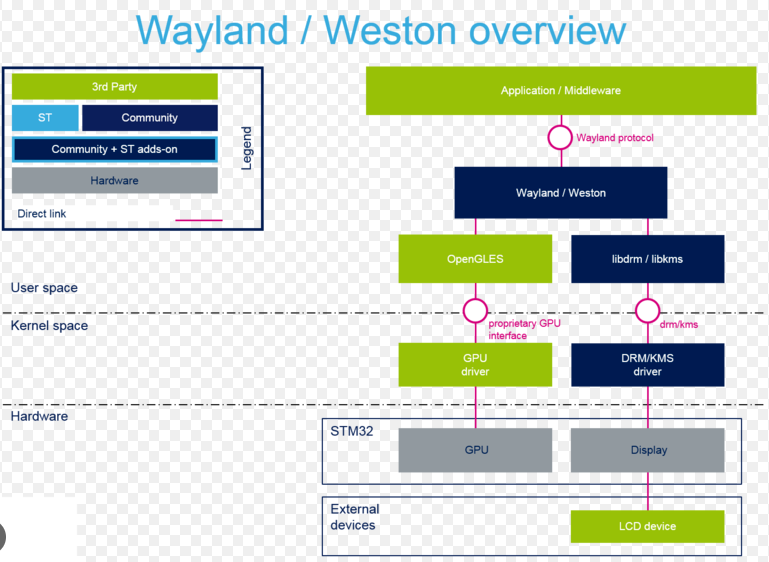 Wayland / Weston overview
3rd Party
ST
Community
Community + ST adds-on
Hardware
Legend
Direct link
Application / Middleware
Wayland protocol
Wayland / Weston
OpenGLES
libdrm / libkms
User space
Kernel space
proprietary GPU
interface
drm/kms
GPU
driver
DRM/KMS
driver
Hardware
STM32
GPU
Display
External
devices
LCD device